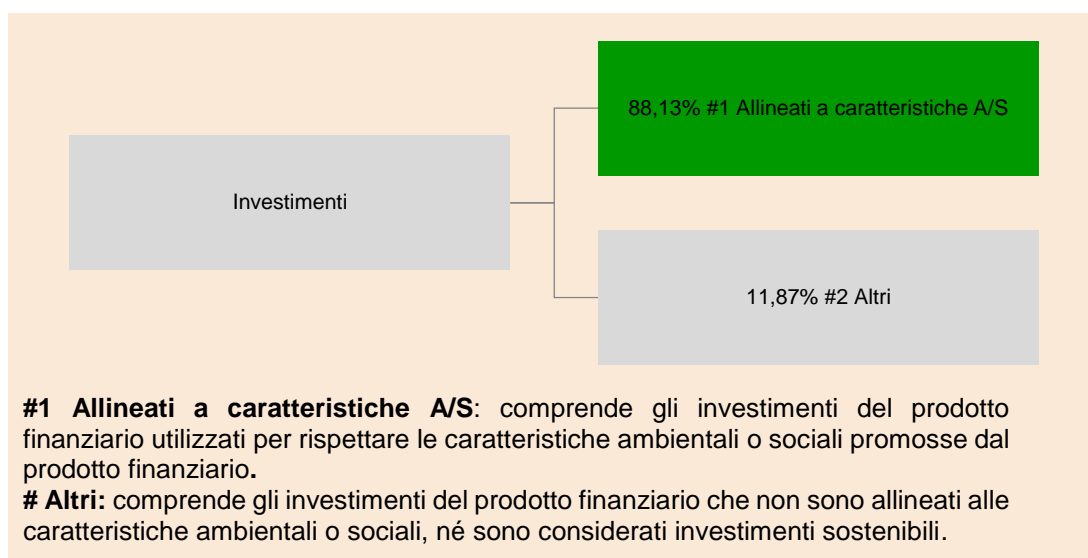 88,13% #1 Allineati a caratteristiche A/S
Investimenti
11,87% #2 Altri
#1 Allineati a caratteristiche A/S: comprende gli investimenti del prodotto
finanziario utilizzati per rispettare le caratteristiche ambientali o sociali promosse dal
prodotto finanziario.
# Altri: comprende gli investimenti del prodotto finanziario che non sono allineati alle
caratteristiche ambientali o sociali, né sono considerati investimenti sostenibili.